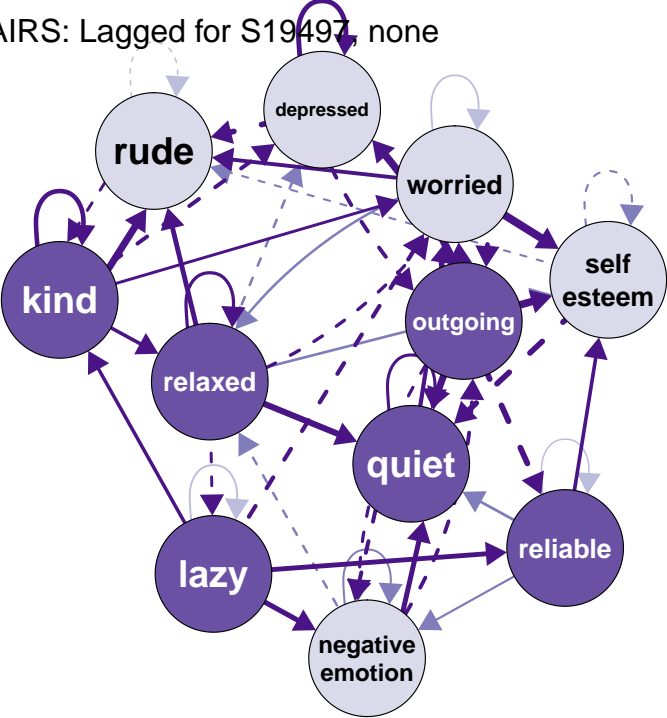 AIRS: Lagged for S19497, none
depressed
rude
worried
self
esteem
kind
outgoing
relaxed
quiet
reliable
lazy
negative
emotion